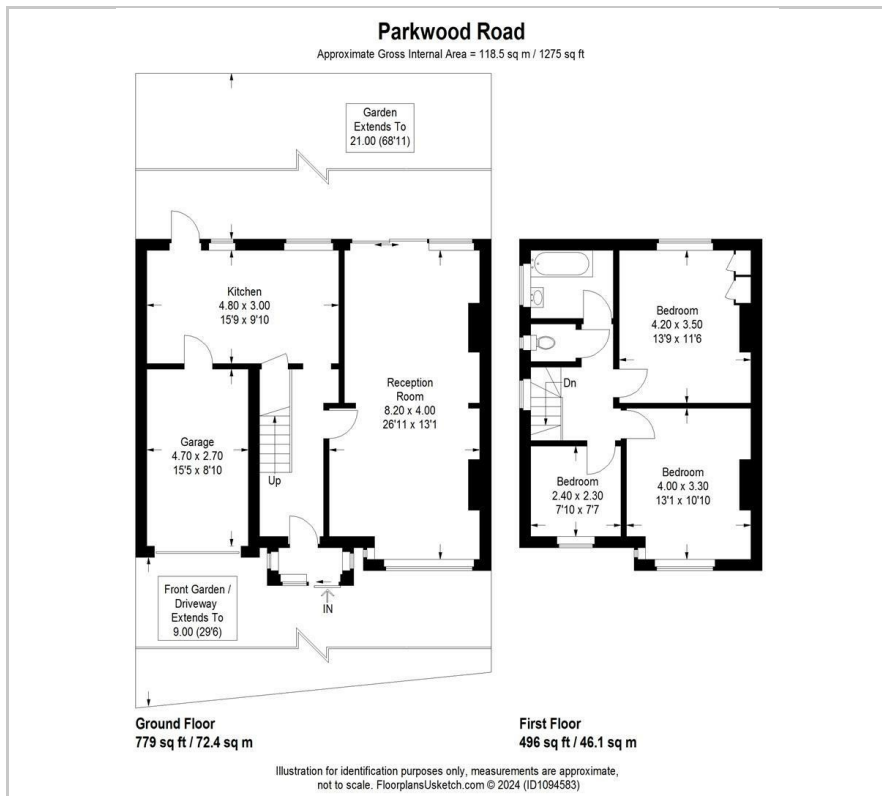 Parkwood Road
Approximate Gross Internal Area = 118.5 sq m / 1275 sq ft
Garden
Extends To
21.00 (68'11)
Kitchen
4.80 x 3.00
15'9 x 9'10
Reception
Room
8.20 x 4.00
26'11 x 13'1
Garage
4.70 x 2.70
15'5 x 8'10
Up
IN
Front Garden /
Driveway
Extends To
9.00 (29'6)
Bedroom
4.20 x 3.50
13'9 x 11'6
Dn
Bedroom
2.40 x 2.30
7'10 x 7'7
Bedroom
4.00 x 3.30
13'1 x 10'10
Ground Floor
779 sq ft / 72.4 sq m
First Floor
496 sq ft / 46.1 sq m
Illustration for identification purposes only, measurements are approximate,
not to scale. FloorplansUsketch.com © 2024 (ID1094583)